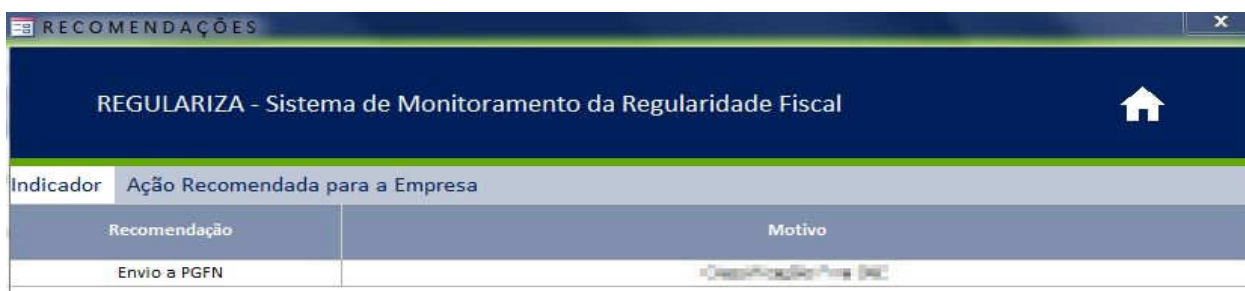 RECOMENDAÇÕES
REGULARIZA - Sistema de Monitoramento da Regularidade Fiscal
Indicador Ação Recomendada para a Empresa
Recomendação Motivo
Envio a PGFN